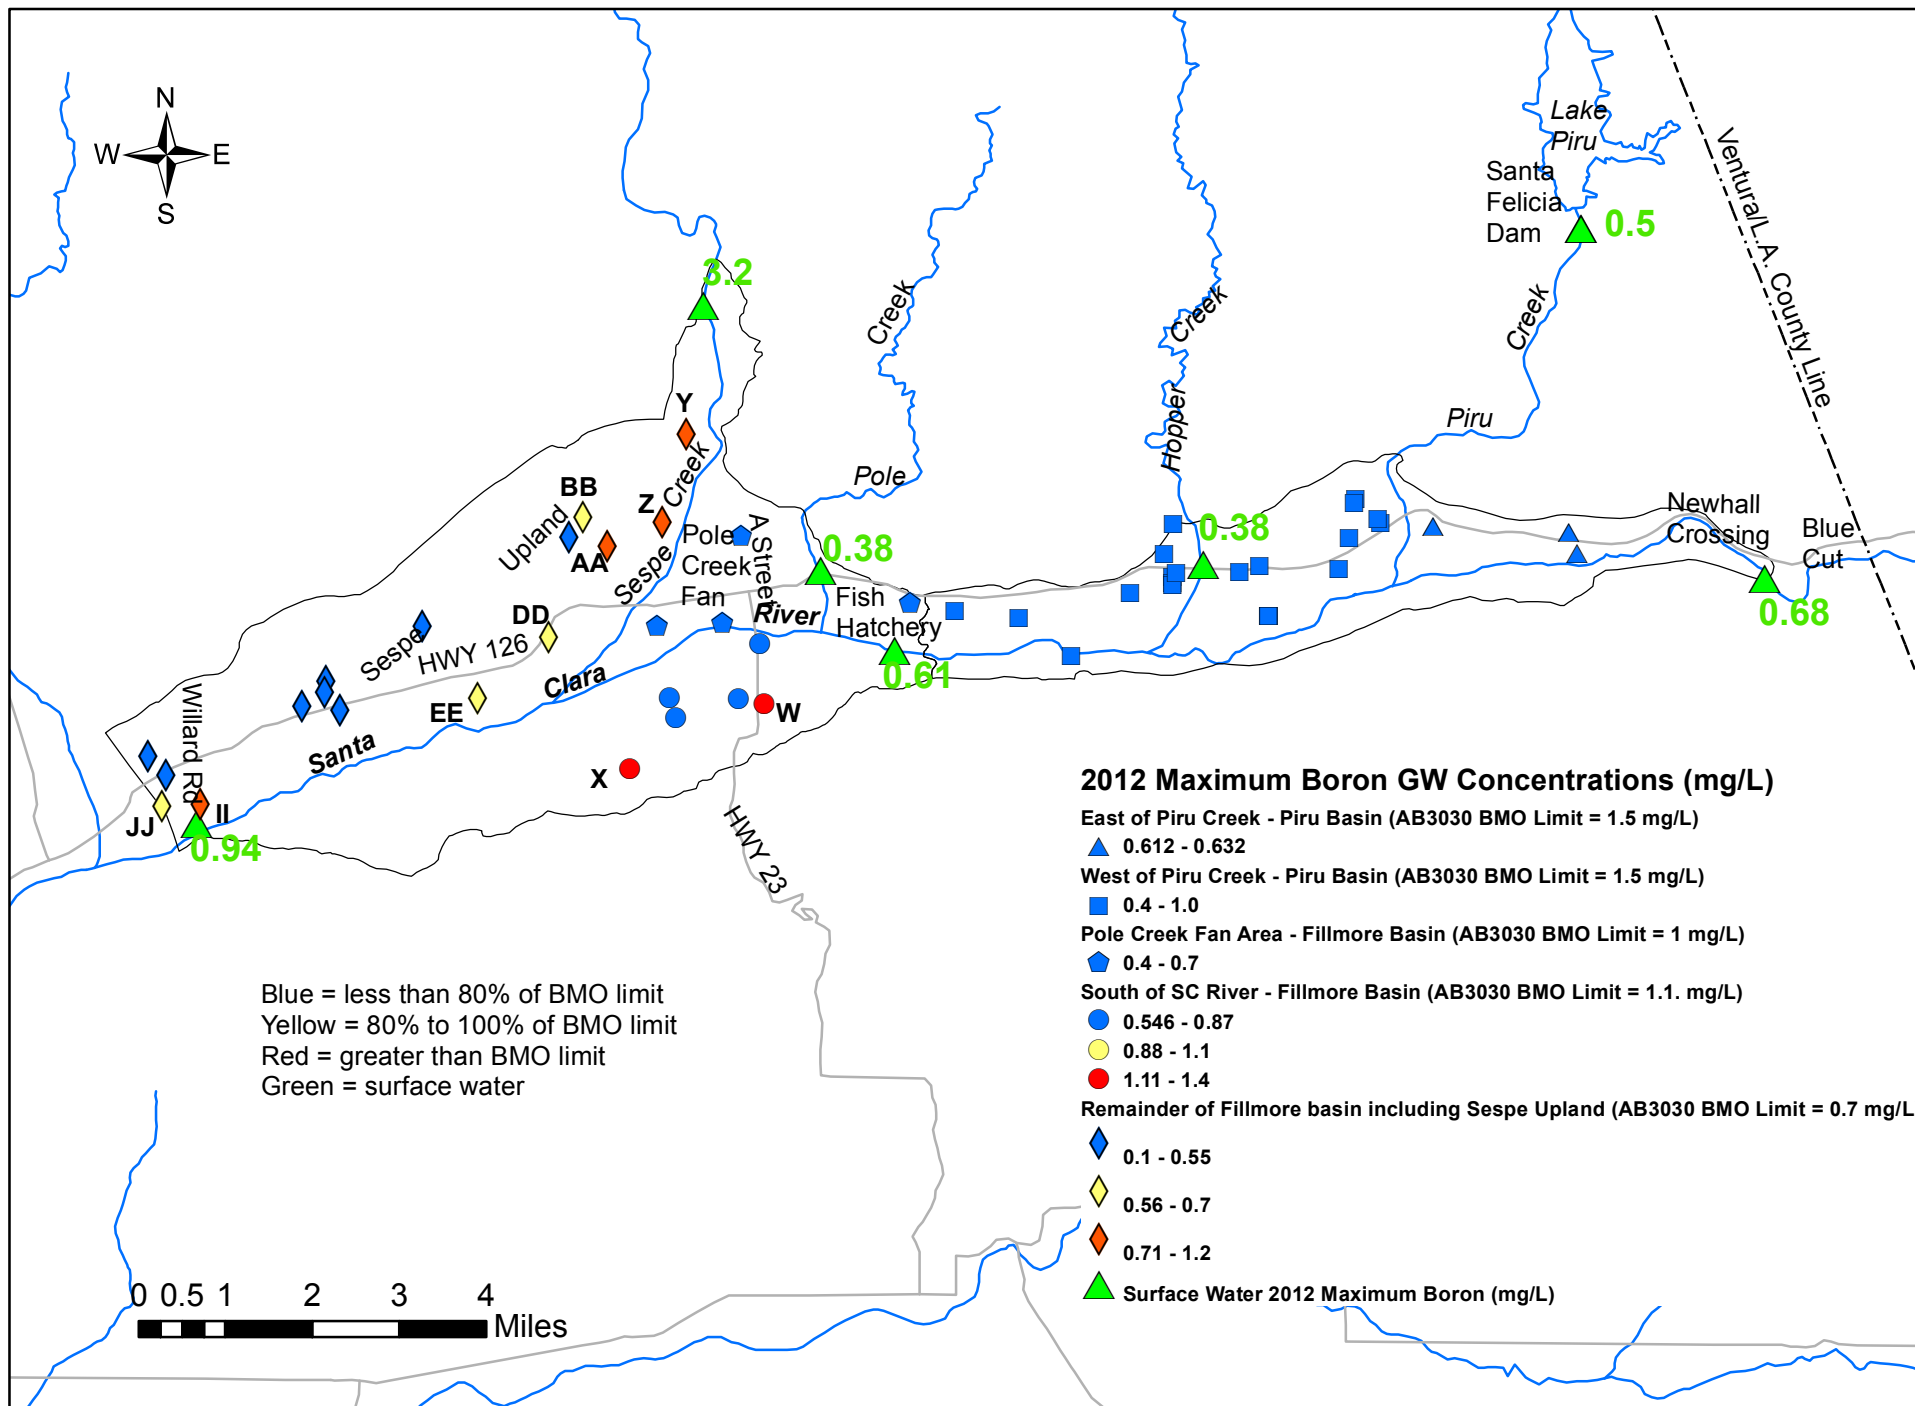 N
W E
S
Lake
Piru
Santa
Felicia
Dam
0.5
Ventura/L.A. County Line
3.2
Creek
Creek
Creek
Y
Piru
Hopper
Pole
BB
Z
Creek
Upland
AA
Sespe
Pole
Creek
Fan
A Street
0.38
0.38
Newhall
Crossing
Blue
Cut
Fish
Hatchery
River
DD
0.68
Sespe
HWY 126
0.61
Clara
EE
W
Willard Rd
Santa
X
JJ
II
0.94
HWY 23
2012 Maximum Boron GW Concentrations (mg/L)
East of Piru Creek - Piru Basin (AB3030 BMO Limit = 1.5 mg/L)
0.612 - 0.632
West of Piru Creek - Piru Basin (AB3030 BMO Limit = 1.5 mg/L)
0.4 - 1.0
Pole Creek Fan Area - Fillmore Basin (AB3030 BMO Limit = 1 mg/L)
0.4 - 0.7
South of SC River - Fillmore Basin (AB3030 BMO Limit = 1.1. mg/L)
0.546 - 0.87
0.88 - 1.1
1.11 - 1.4
Remainder of Fillmore basin including Sespe Upland (AB3030 BMO Limit = 0.7 mg/L
0.1 - 0.55
0.56 - 0.7
0.71 - 1.2
Surface Water 2012 Maximum Boron (mg/L)
Blue = less than 80% of BMO limit
Yellow = 80% to 100% of BMO limit
Red = greater than BMO limit
Green = surface water
0 0.5 1 2 3 4
Miles